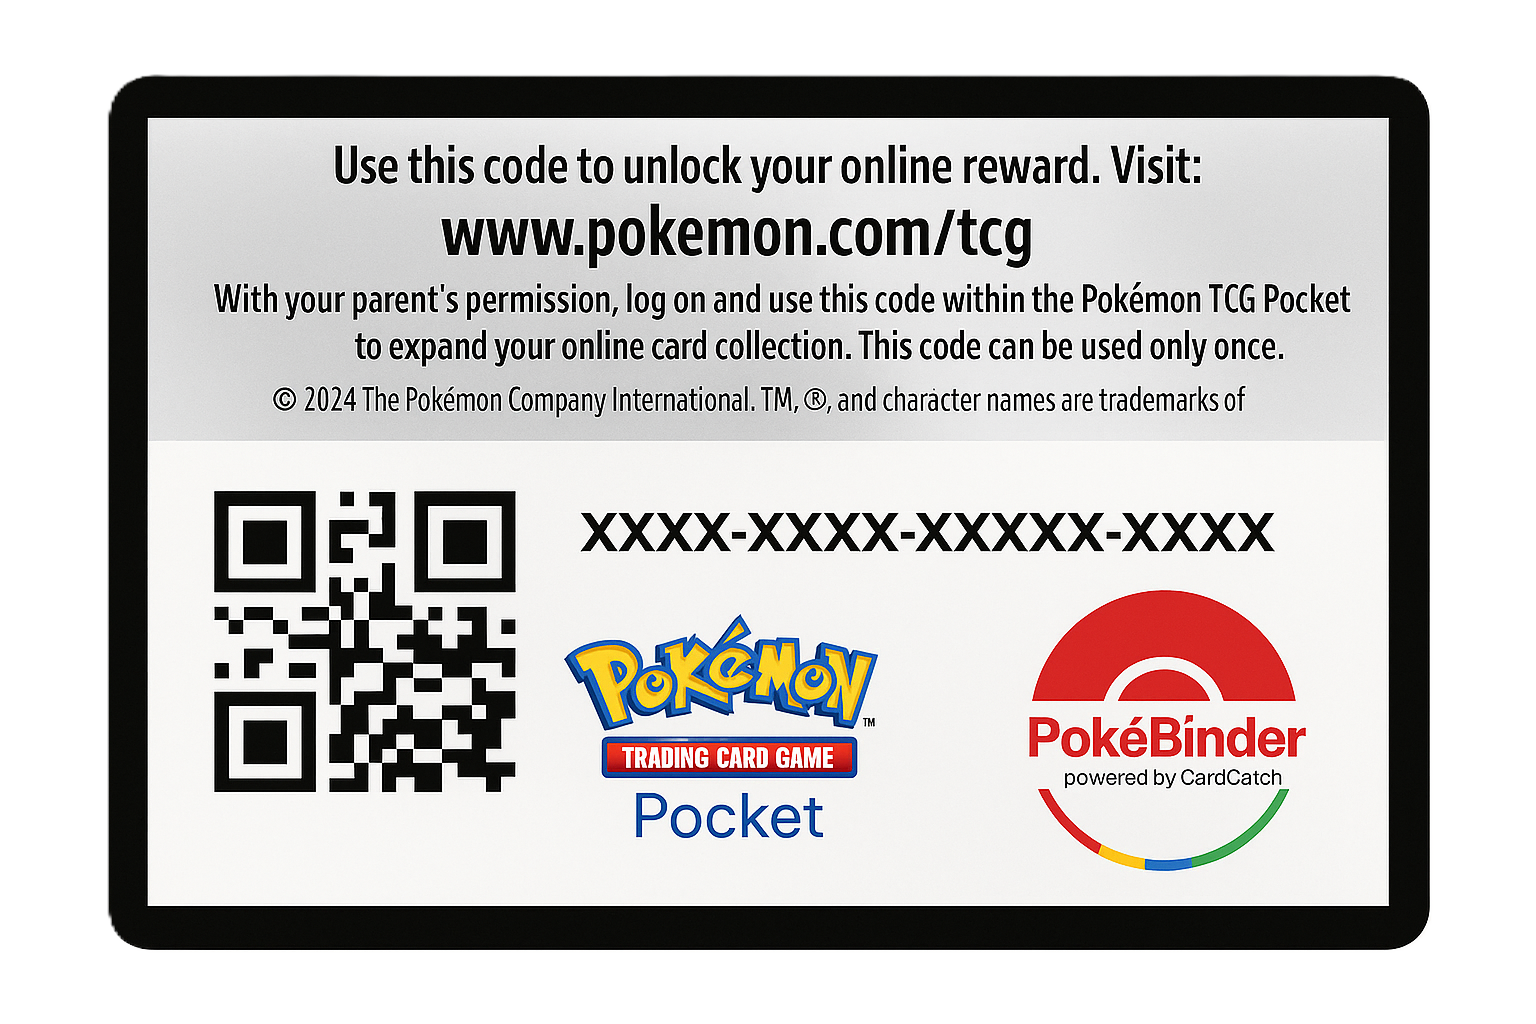 Use this code to unlock your online reward. Visit:
www.pokemon.com/tcg
With your parent's permission, log on and use this code within the Pokémon TCG Pocket
to expand your online card collection. This code can be used only once.
© 2024 The Pokémon Company International. TM, ®, and character names are trademarks of
XXXX-XXXX-XXXXX-XXXX
POKéMON™
TRADING CARD GAME
Pocket
PokéBinder
powered by CardCatch